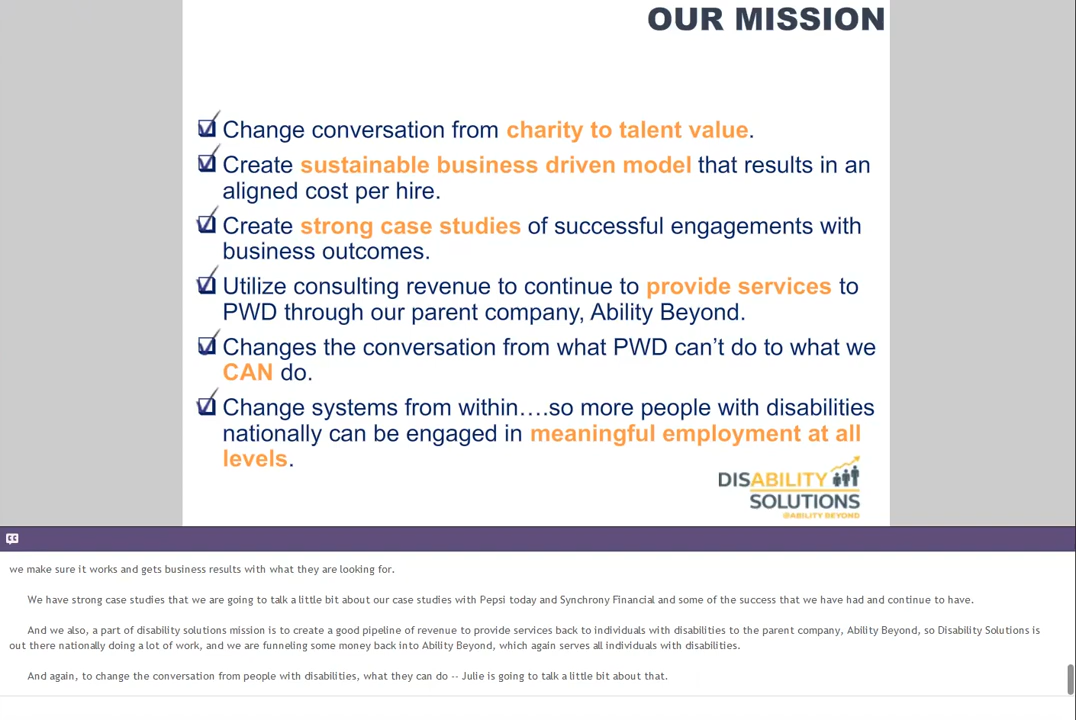 OUR MISSION
Change conversation from charity to talent value.
Create sustainable business driven model that results in an
aligned cost per hire.
Create strong case studies of successful engagements with
business outcomes.
Utilize consulting revenue to continue to provide services to
PWD through our parent company, Ability Beyond.
Changes the conversation from what PWD can’t do to what we
CAN do.
Change systems from within….so more people with disabilities
nationally can be engaged in meaningful employment at all
levels.
DISABILITY
SOLUTIONS
@ABILITY BEYOND
CC
we make sure it works and gets business results with what they are looking for.
We have strong case studies that we are going to talk a little bit about our case studies with Pepsi today and Synchrony Financial and some of the success that we have had and continue to have.
And we also, a part of disability solutions mission is to create a good pipeline of revenue to provide services back to individuals with disabilities to the parent company, Ability Beyond, so Disability Solutions is
out there nationally doing a lot of work, and we are funneling some money back into Ability Beyond, which again serves all individuals with disabilities.
And again, to change the conversation from people with disabilities, what they can do -- Julie is going to talk a little bit about that.